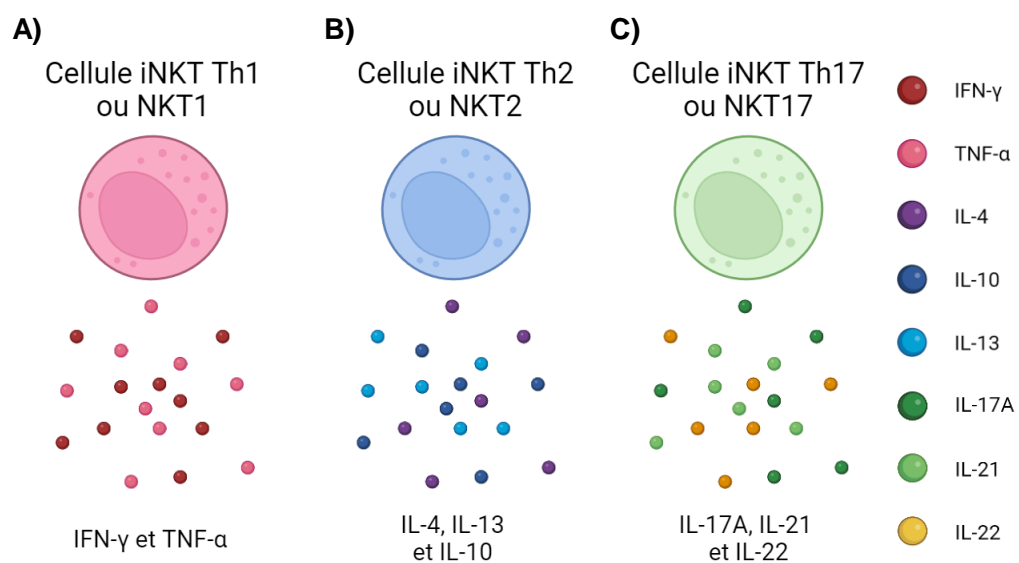 A)
Cellule iNKT Th1
ou NKT1
IFN-γ et TNF-α
B)
Cellule iNKT Th2
ou NKT2
IL-4, IL-13
et IL-10
C)
Cellule iNKT Th17
ou NKT17
IL-17A, IL-21
et IL-22
IFN-γ
TNF-α
IL-4
IL-10
IL-13
IL-17A
IL-21
IL-22